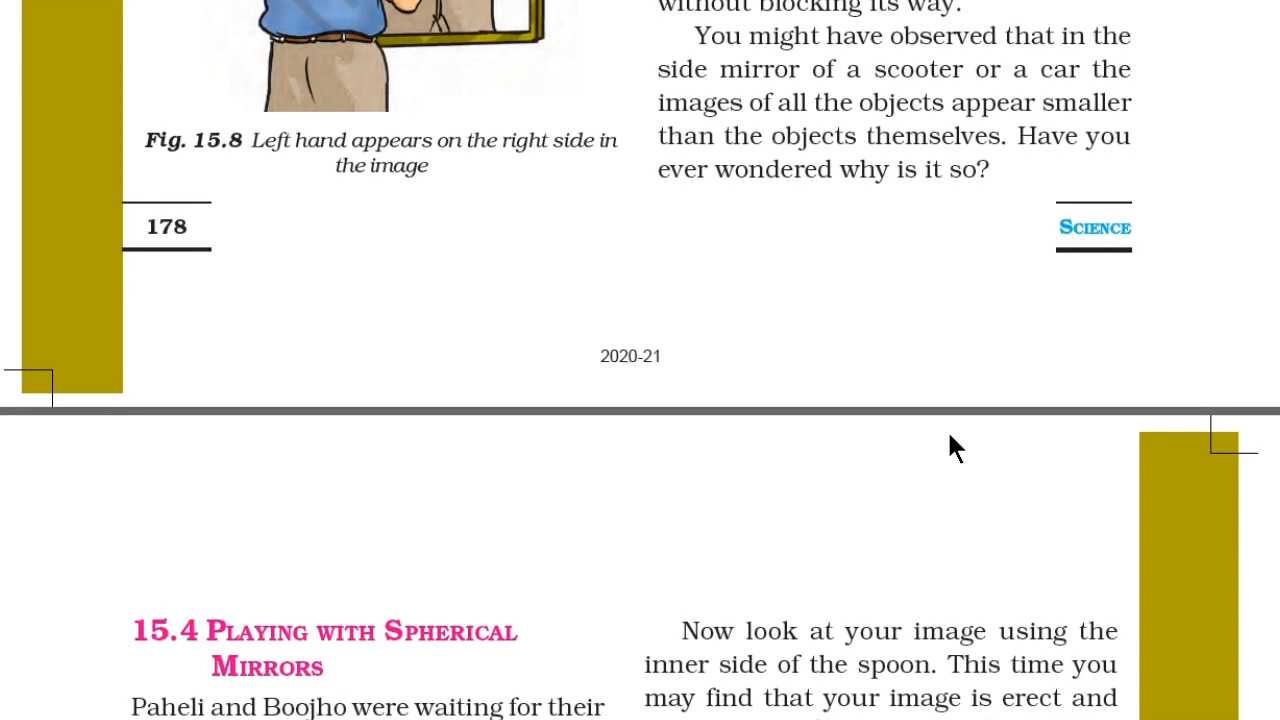 Fig. 15.8 Left hand appears on the right side in
the image
178
without blocking its way.
You might have observed that in the
side mirror of a scooter or a car the
images of all the objects appear smaller
than the objects themselves. Have you
ever wondered why is it so?
SCIENCE
2020-21
15.4 PLAYING WITH SPHERICAL
MIRRORS
Paheli and Boojho were waiting for their
Now look at your image using the
inner side of the spoon. This time you
may find that your image is erect and